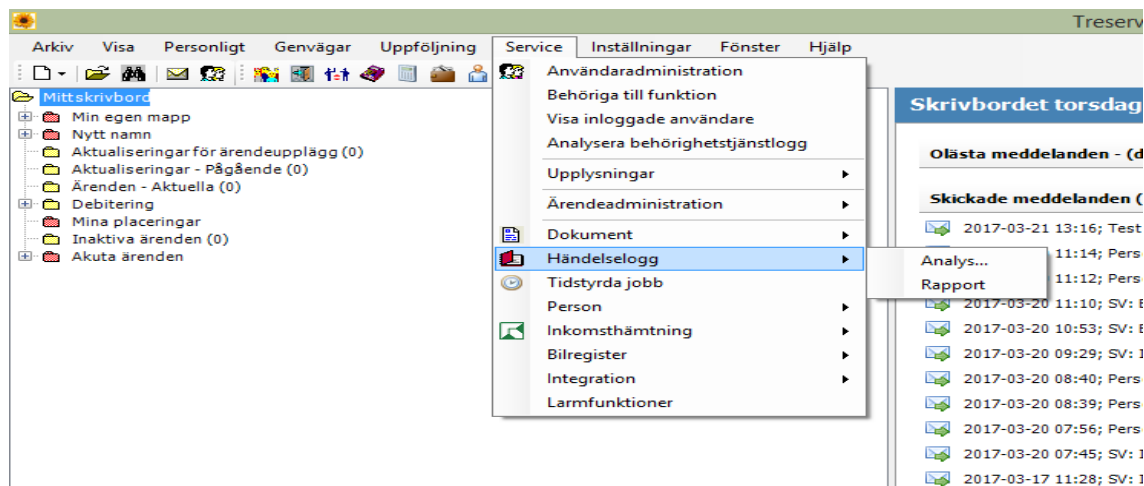 Treserv
Arkiv Visa Personligt Genvägar Uppföljning Service Inställningar Fönster Hjälp
Mitt skrivbord
Min egen mapp
Nytt namn
Aktualiseringar för ärendeupplägg (0)
Aktualiseringar - Pågående (0)
Ärenden - Aktuella (0)
Debitering
Mina placeringar
Inaktiva ärenden (0)
Akuta ärenden
Användaradministration
Behöriga till funktion
Visa inloggade användare
Analysera behörighetstjänstlogg
Upplysningar
Ärendeadministration
Dokument
Händelselogg
Tidstyrda jobb
Person
Inkomsthämtning
Bilregister
Integration
Larmfunktioner
Analys...
Rapport
Skrivbordet torsdag
Olästa meddelanden - (d
Skickade meddelanden (
2017-03-21 13:16; Test
11:14; Pers
11:12; Pers
2017-03-20 11:10; SV:
2017-03-20 10:53; SV:
2017-03-20 09:29; SV:
2017-03-20 08:40; Pers
2017-03-20 08:39; Pers
2017-03-20 07:56; Pers
2017-03-20 07:45; SV:
2017-03-17 11:28; SV: